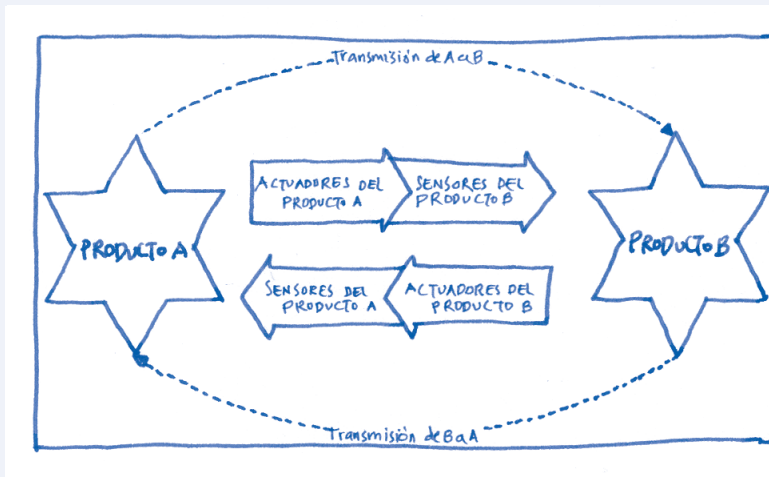 Transmisión de A a B
ACTUADORES DEL
PRODUCTO A
SENSORES DEL
PRODUCTO B
PRODUCTO A
PRODUCTO B
SENSORES DEL
PRODUCTO A
ACTUADORES DEL
PRODUCTO B
Transmisión de B a A